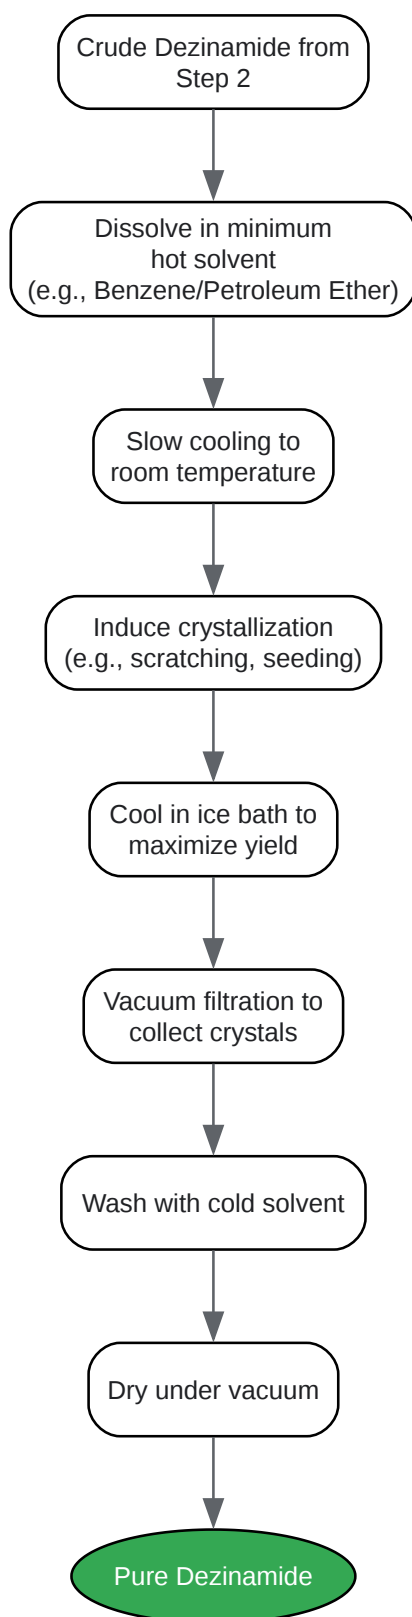 Crude Dezinamide from
Step 2
Dissolve in minimum
hot solvent
(e.g., Benzene/Petroleum Ether)
Slow cooling to
room temperature
Induce crystallization
(e.g., scratching, seeding)
Cool in ice bath to
maximize yield
Vacuum filtration to
collect crystals
Wash with cold solvent
Dry under vacuum
Pure Dezinamide